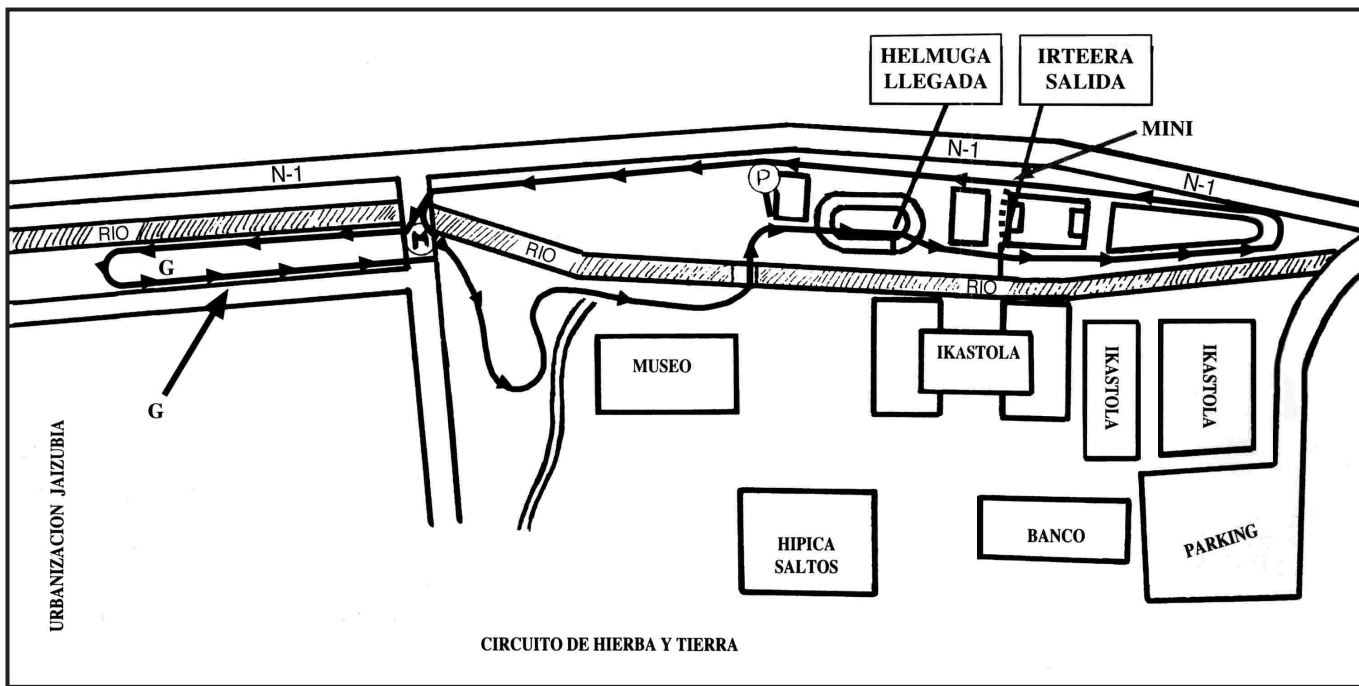 HELMUGA
LLEGADA
IRTEERA
SALIDA
MINI
N-1
N-1
N-1
P
RIO
M
RIO
G
RIO
G
MUSEO
IKASTOLA
IKASTOLA
IKASTOLA
URBANIZACION JAIZUBIA
HIPICA
SALTOS
BANCO
PARKING
CIRCUITO DE HIERBA Y TIERRA